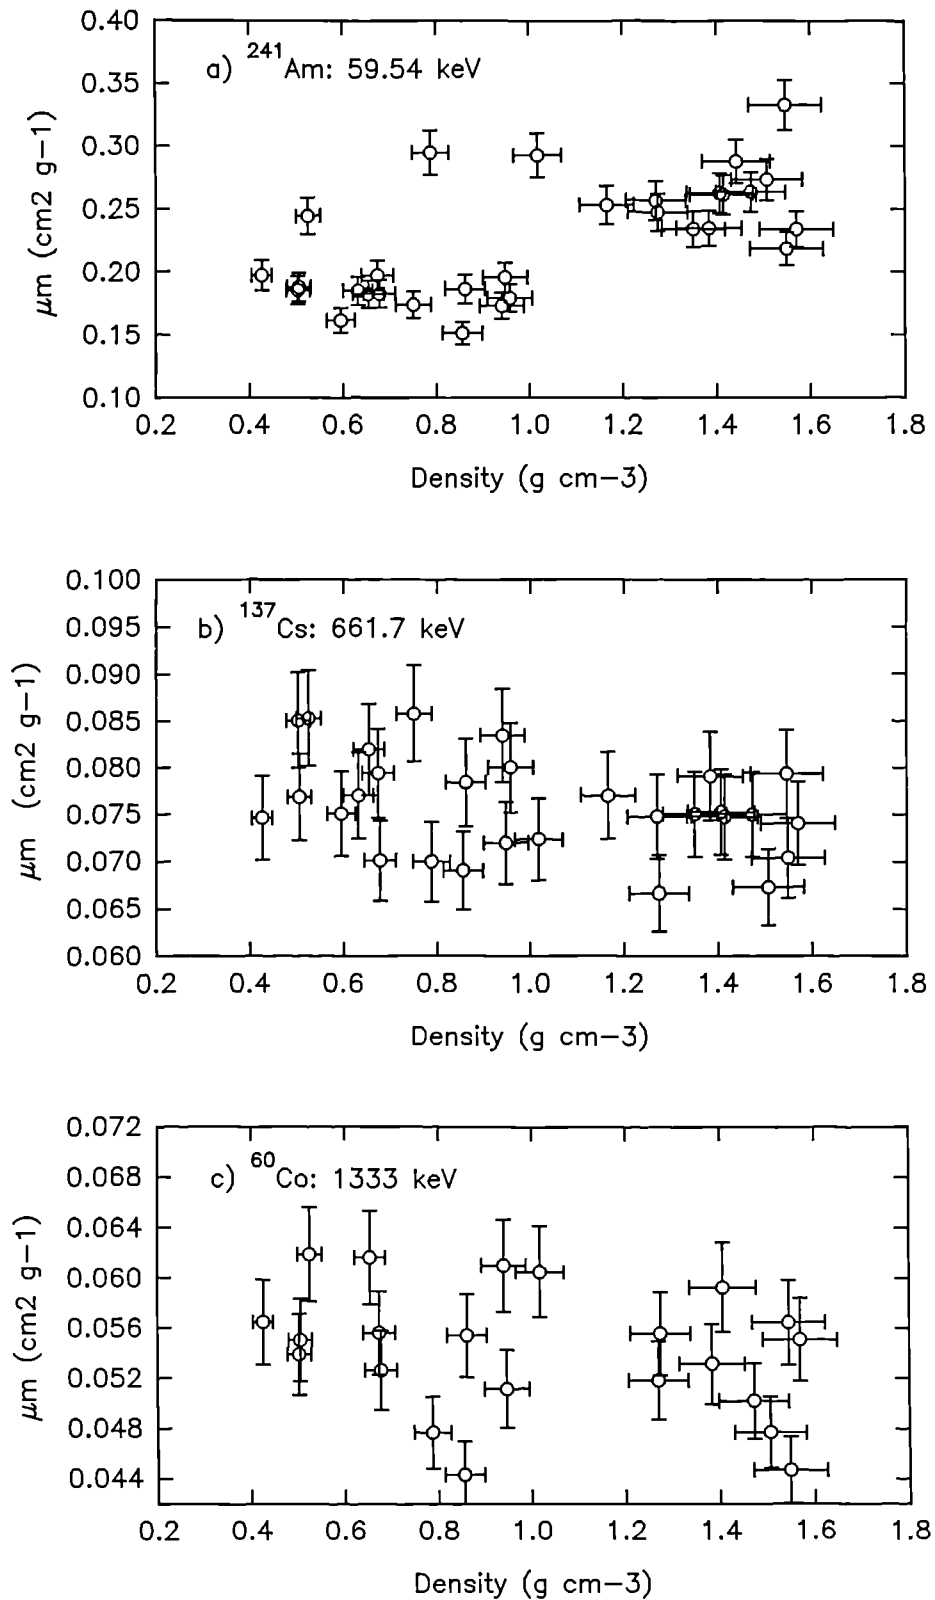 0.40
0.35
0.30
0.25
0.20
0.15
0.10
μm (cm2 g−1)
a) 241Am: 59.54 keV
0.2 0.4 0.6 0.8 1.0 1.2 1.4 1.6 1.8
Density (g cm−3)
0.100
0.095
0.090
0.085
0.080
0.075
0.070
0.065
0.060
μm (cm2 g−1)
b) 137Cs: 661.7 keV
0.2 0.4 0.6 0.8 1.0 1.2 1.4 1.6 1.8
Density (g cm−3)
0.072
0.068
0.064
0.060
0.056
0.052
0.048
0.044
μm (cm2 g−1)
c) 60Co: 1333 keV
0.2 0.4 0.6 0.8 1.0 1.2 1.4 1.6 1.8
Density (g cm−3)